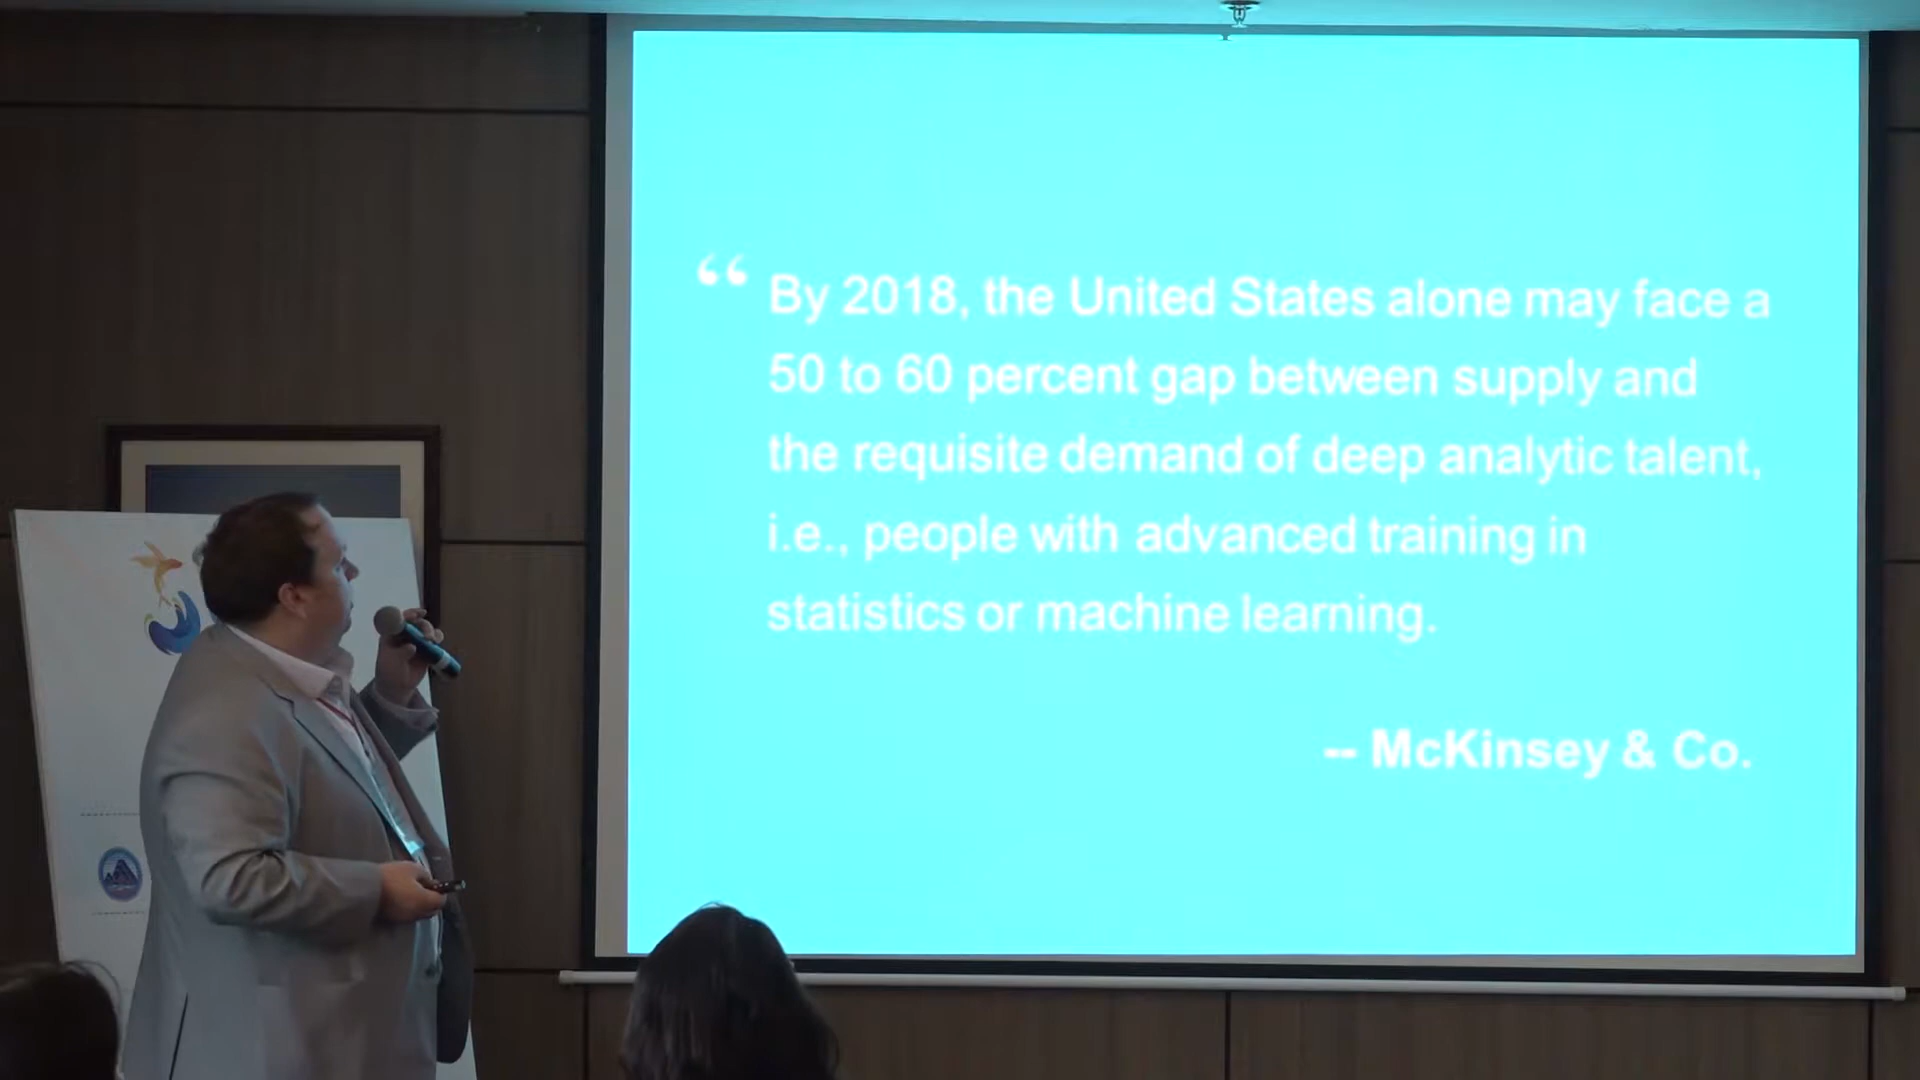 “ By 2018, the United States alone may face a
50 to 60 percent gap between supply and
the requisite demand of deep analytic talent,
i.e., people with advanced training in
statistics or machine learning.
-- McKinsey & Co.